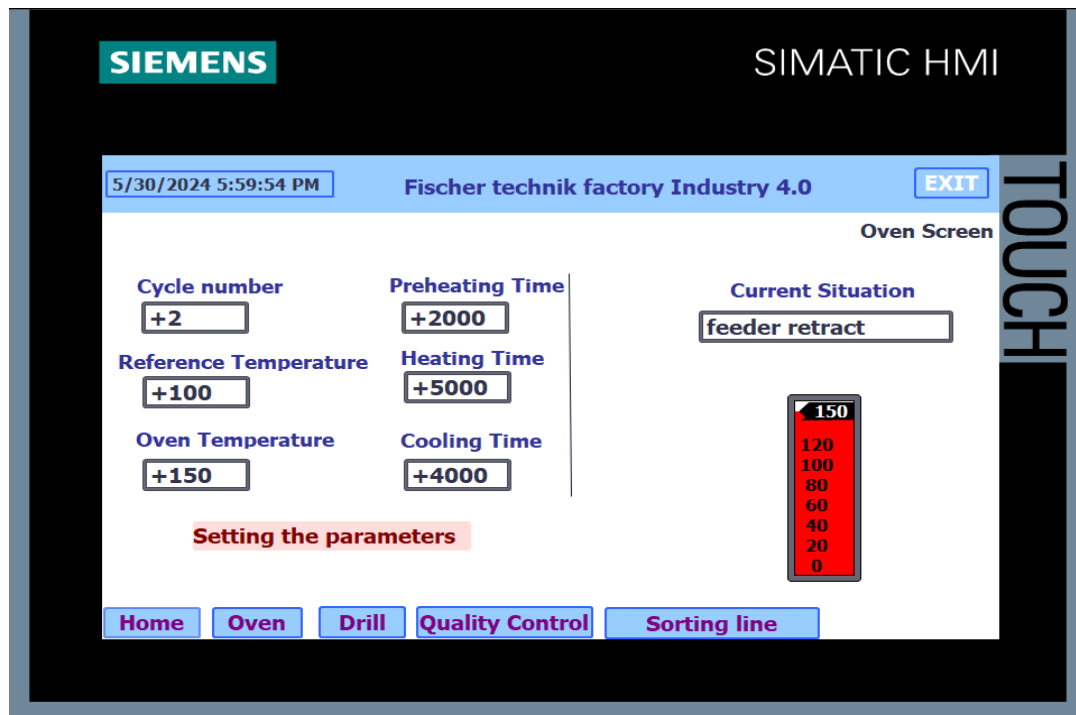 SIEMENS
SIMATIC HMI
TOUCH
5/30/2024 5:59:54 PM
Fischer technik factory Industry 4.0
EXIT
Oven Screen
Cycle number
+2
Preheating Time
+2000
Reference Temperature
+100
Heating Time
+5000
Oven Temperature
+150
Cooling Time
+4000
Setting the parameters
Current Situation
feeder retract
150
120
100
80
60
40
20
0
Home
Oven
Drill
Quality Control
Sorting line